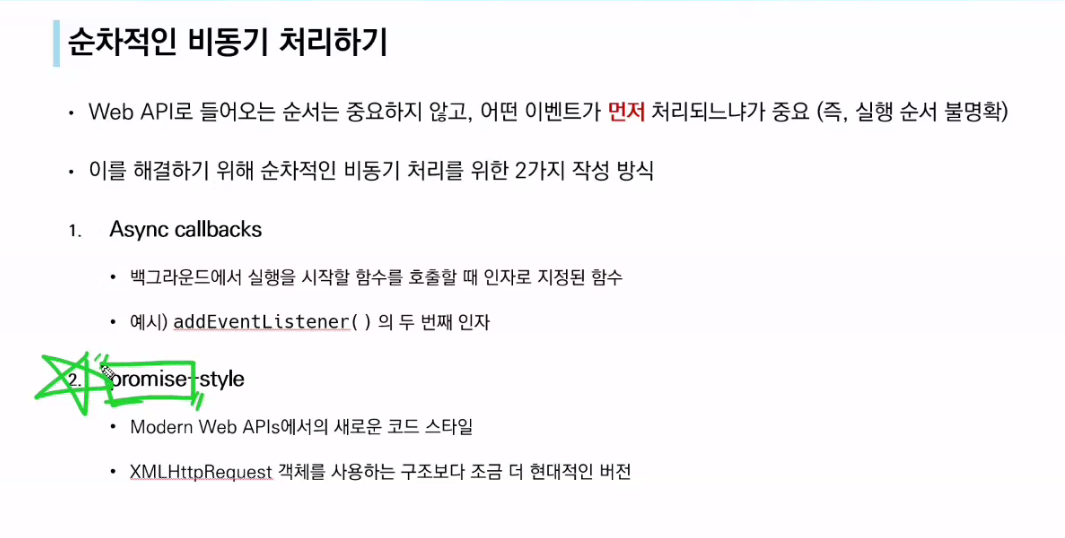 순차적인 비동기 처리하기
• Web API로 들어오는 순서는 중요하지 않고, 어떤 이벤트가 먼저 처리되느냐가 중요 (즉, 실행 순서 불명확)
• 이를 해결하기 위해 순차적인 비동기 처리를 위한 2가지 작성 방식
1. Async callbacks
• 백그라운드에서 실행을 시작할 함수를 호출할 때 인자로 지정된 함수
• 예시) addEventListener() 의 두 번째 인자
2. promise-style
• Modern Web APIs에서의 새로운 코드 스타일
• XMLHttpRequest 객체를 사용하는 구조보다 조금 더 현대적인 버전